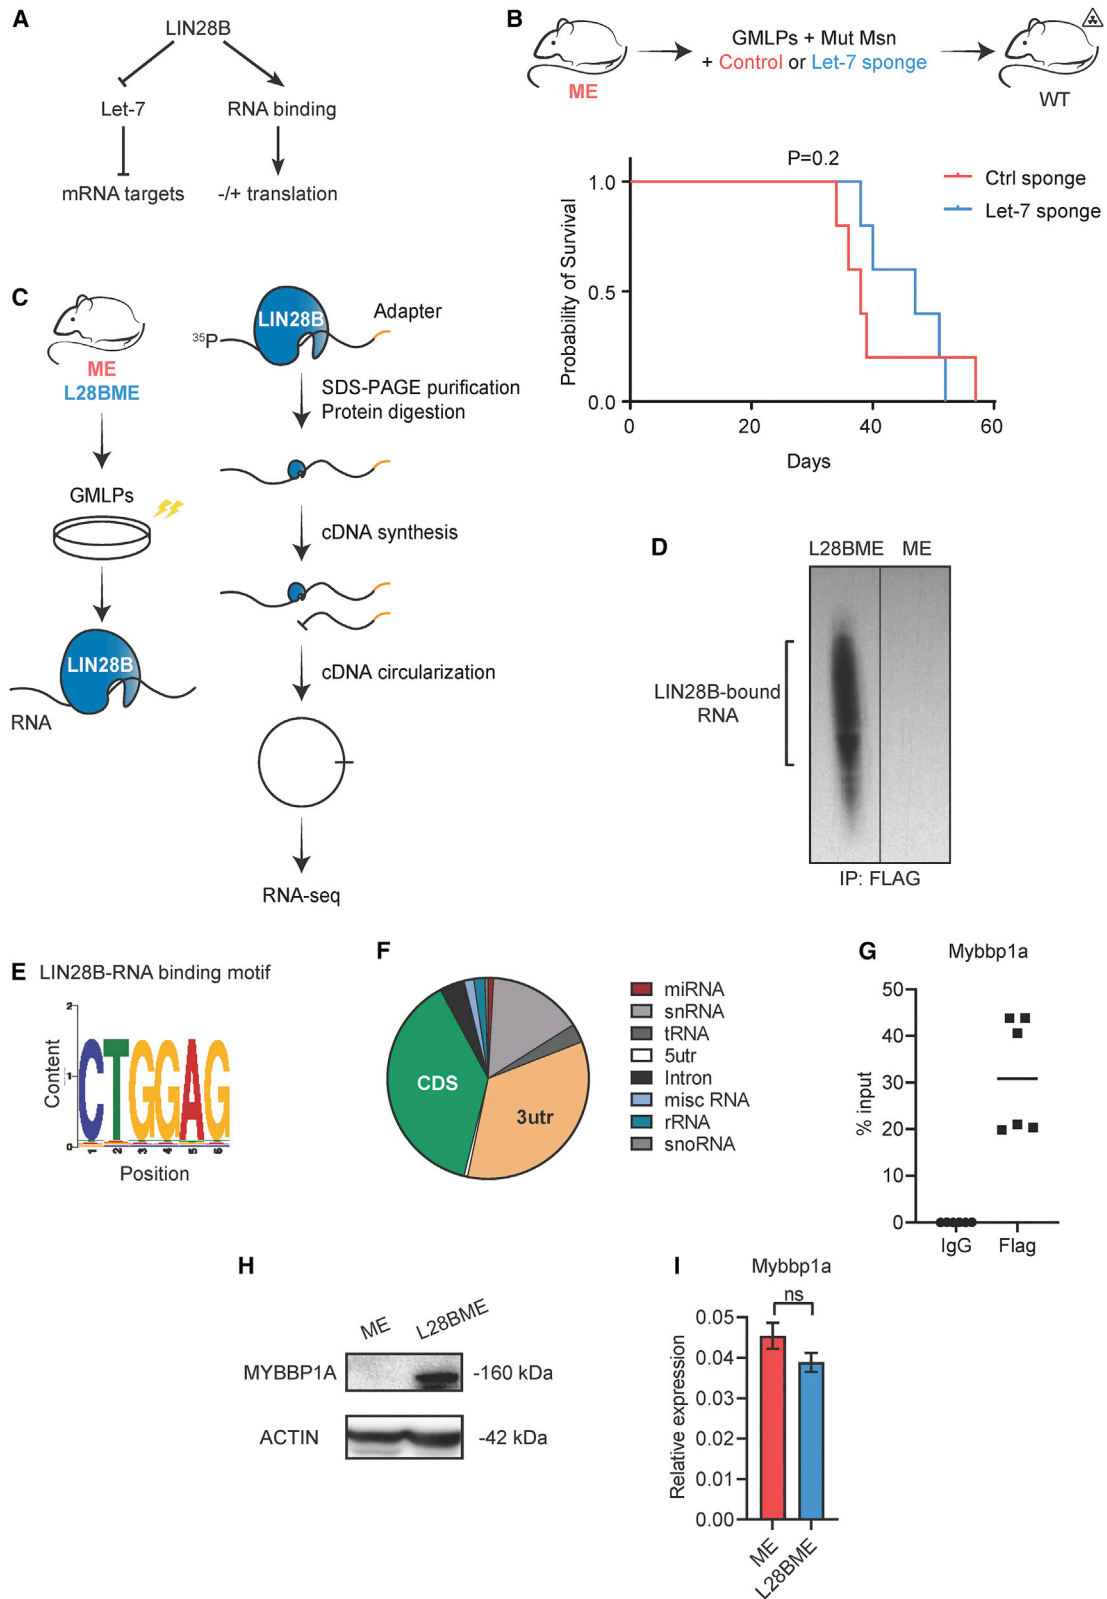 A
LIN28B
Let-7
RNA binding
mRNA targets
-/+ translation
B
ME
GMLPs + Mut Msn
+ Control or Let-7 sponge
WT
P=0.2
Probability of Survival
1.0
0.5
0.0
0
20
40
60
Days
Ctrl sponge
Let-7 sponge
C
ME
L28BME
GMLPs
LIN28B
RNA
35P
LIN28B
Adapter
SDS-PAGE purification
Protein digestion
cDNA synthesis
cDNA circularization
RNA-seq
D
L28BME
ME
LIN28B-bound
RNA
IP: FLAG
E
LIN28B-RNA binding motif
Content
2
1
0
CTGGAG
1 2 3 4 5 6
Position
F
CDS
3utr
miRNA
snRNA
tRNA
5utr
Intron
misc RNA
rRNA
snoRNA
G
Mybbp1a
% input
50
40
30
20
10
0
IgG
Flag
H
ME
L28BME
MYBBP1A
-160 kDa
ACTIN
-42 kDa
I
Mybbp1a
ns
Relative expression
0.05
0.04
0.03
0.02
0.01
0.00
ME
L28BME